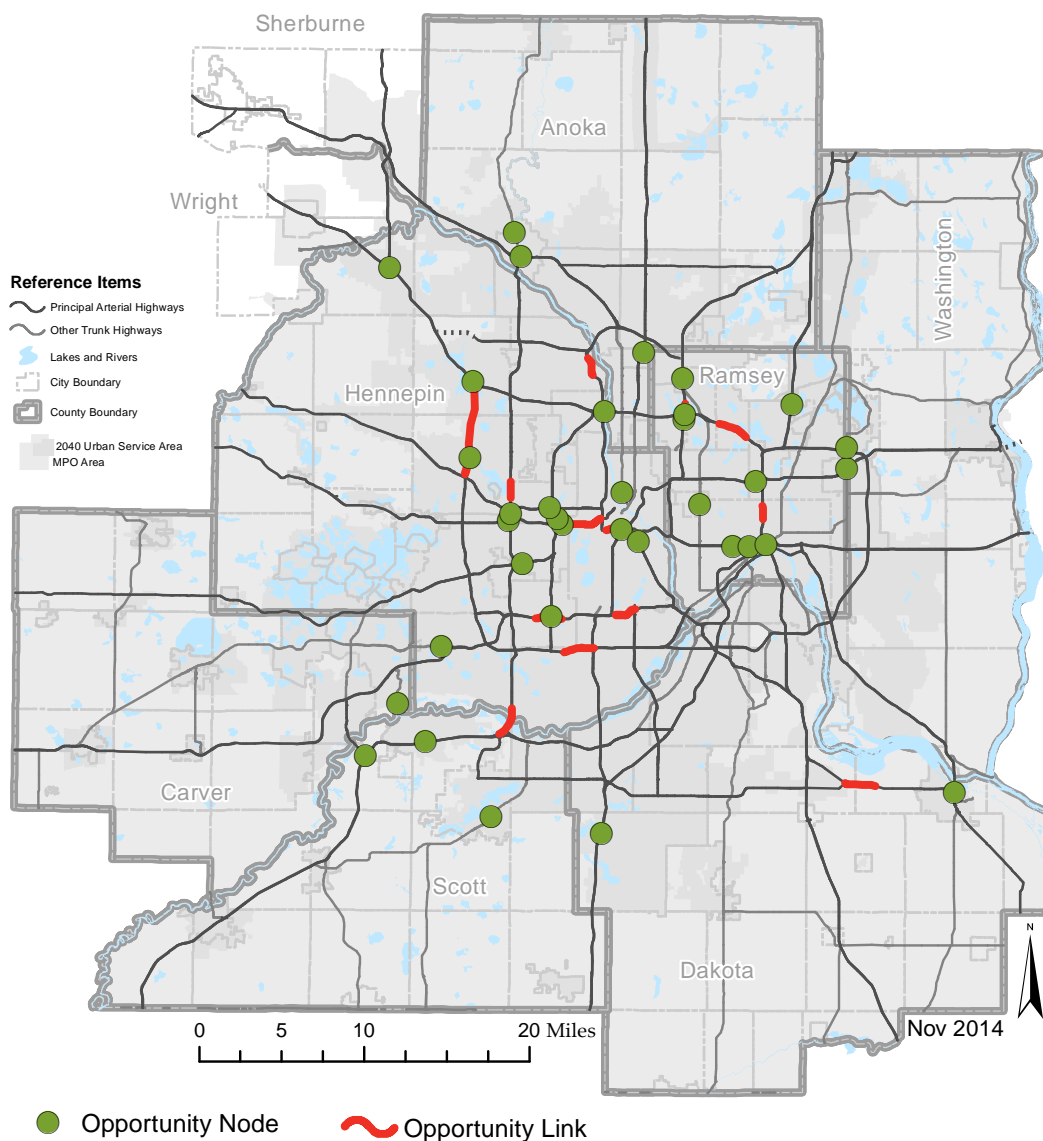 Sherburne
Anoka
Wright
Washington
Reference Items
Principal Arterial Highways
Other Trunk Highways
Lakes and Rivers
City Boundary
County Boundary
2040 Urban Service Area
MPO Area
Hennepin
Ramsey
Carver
Scott
Dakota
N
Nov 2014
0 5 10 20 Miles
Opportunity Node
Opportunity Link